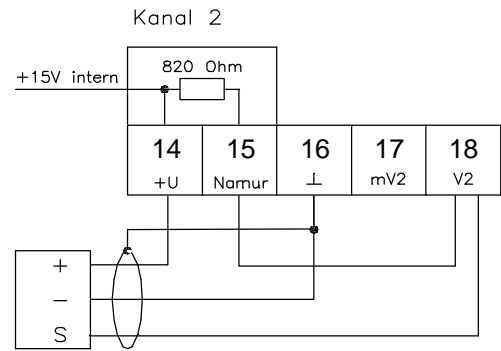 Kanal 2
820 Ohm
+15V intern
14 15 16 17 18
+U Namur ⊥ mV2 V2
+
−
S